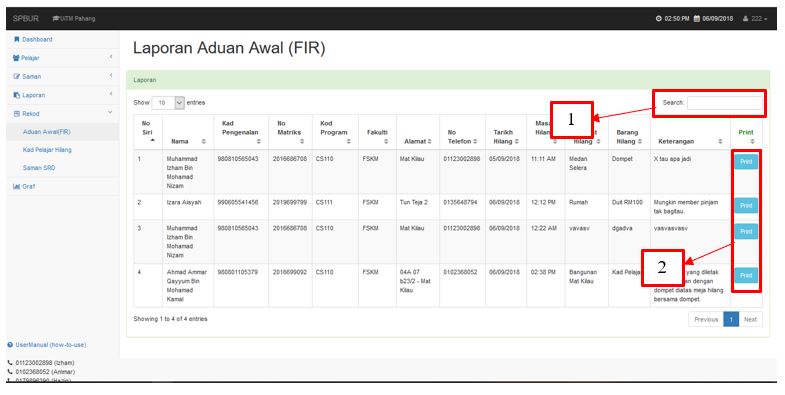 SPBUR UiTM Pahang 02:50:PM 06/09/2018 222
Dashboard
Pelajar
Saman
Laporan
Rekod
Aduan Awal(FIR)
Kad Pelajar Hilang
Saman SRD
Graf
UserManual (how-to-use)
01123002898 (Izham)
0102368052 (Ammar)
0179896390 (Hazin)
Laporan Aduan Awal (FIR)
Laporan
Show 10 entries Search:
1
No Siri Nama Kad Pengenalan No Matriks Kod Program Fakulti Alamat No Telefon Tarikh Hilang Hilang Barang Hilang Keterangan Print
1 Muhammad Izham Bin Mohamad Nizam 980810565043 2016686708 CS110 FSKM Mat Kilau 01123002898 05/09/2018 11:11 AM Medan Selera Dompet X tau apa jadi Print
2 Izara Aisyah 990605541456 2019699799 CS111 FSKM Tun Teja 2 0135648794 06/09/2018 12:12 PM Rumah Duit RM100 Mungkin member pinjam tak bagitau. Print
3 Muhammad Izham Bin Mohamad Nizam 980810565043 2016686708 CS110 FSKM Mat Kilau 01123002898 06/09/2018 12:22 AM vavasv dgadva vasvasvasv Print
2
4 Ahmad Ammar Qayyum Bin Mohamad Kamal 980801105379 2016699092 CS110 FSKM 04A 07 b23/2 - Mat Kilau 0102368052 06/09/2018 02:38 PM Bangunan Mat Kilau Kad Pelajar yang diletak dengan dompet diatas meja hilang bersama dompet. Print
Showing 1 to 4 of 4 entries Previous 1 Next